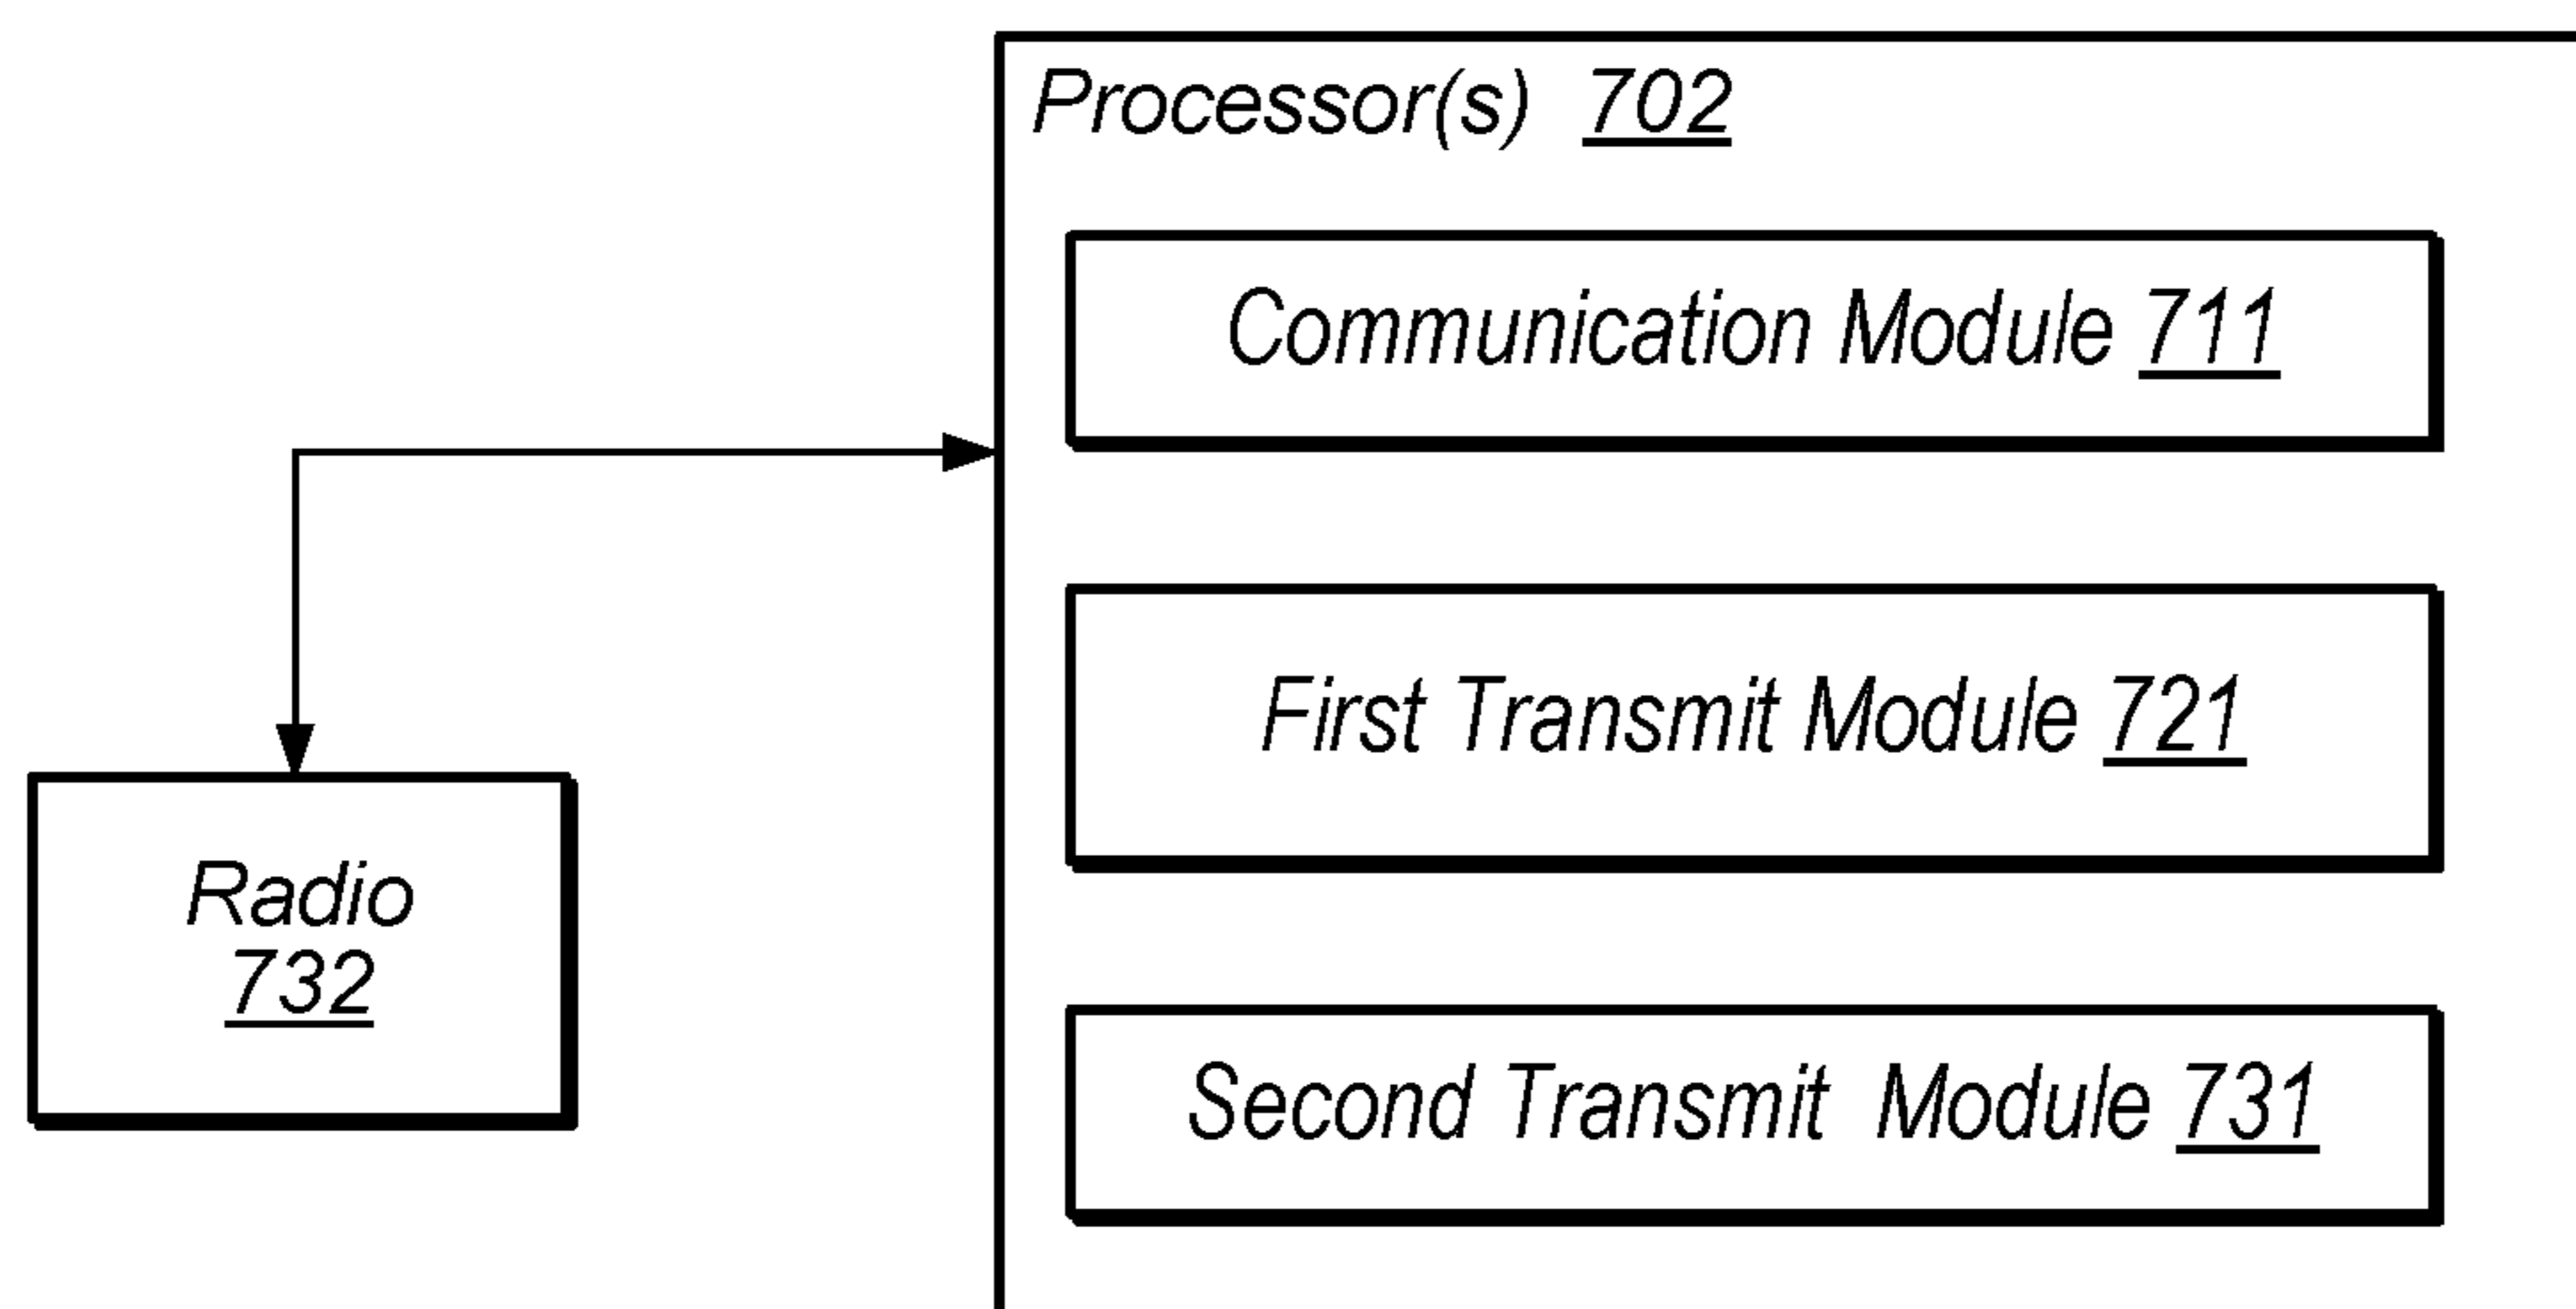 Processor(s) 702
Communication Module 711
First Transmit Module 721
Radio
732
Second Transmit Module 731